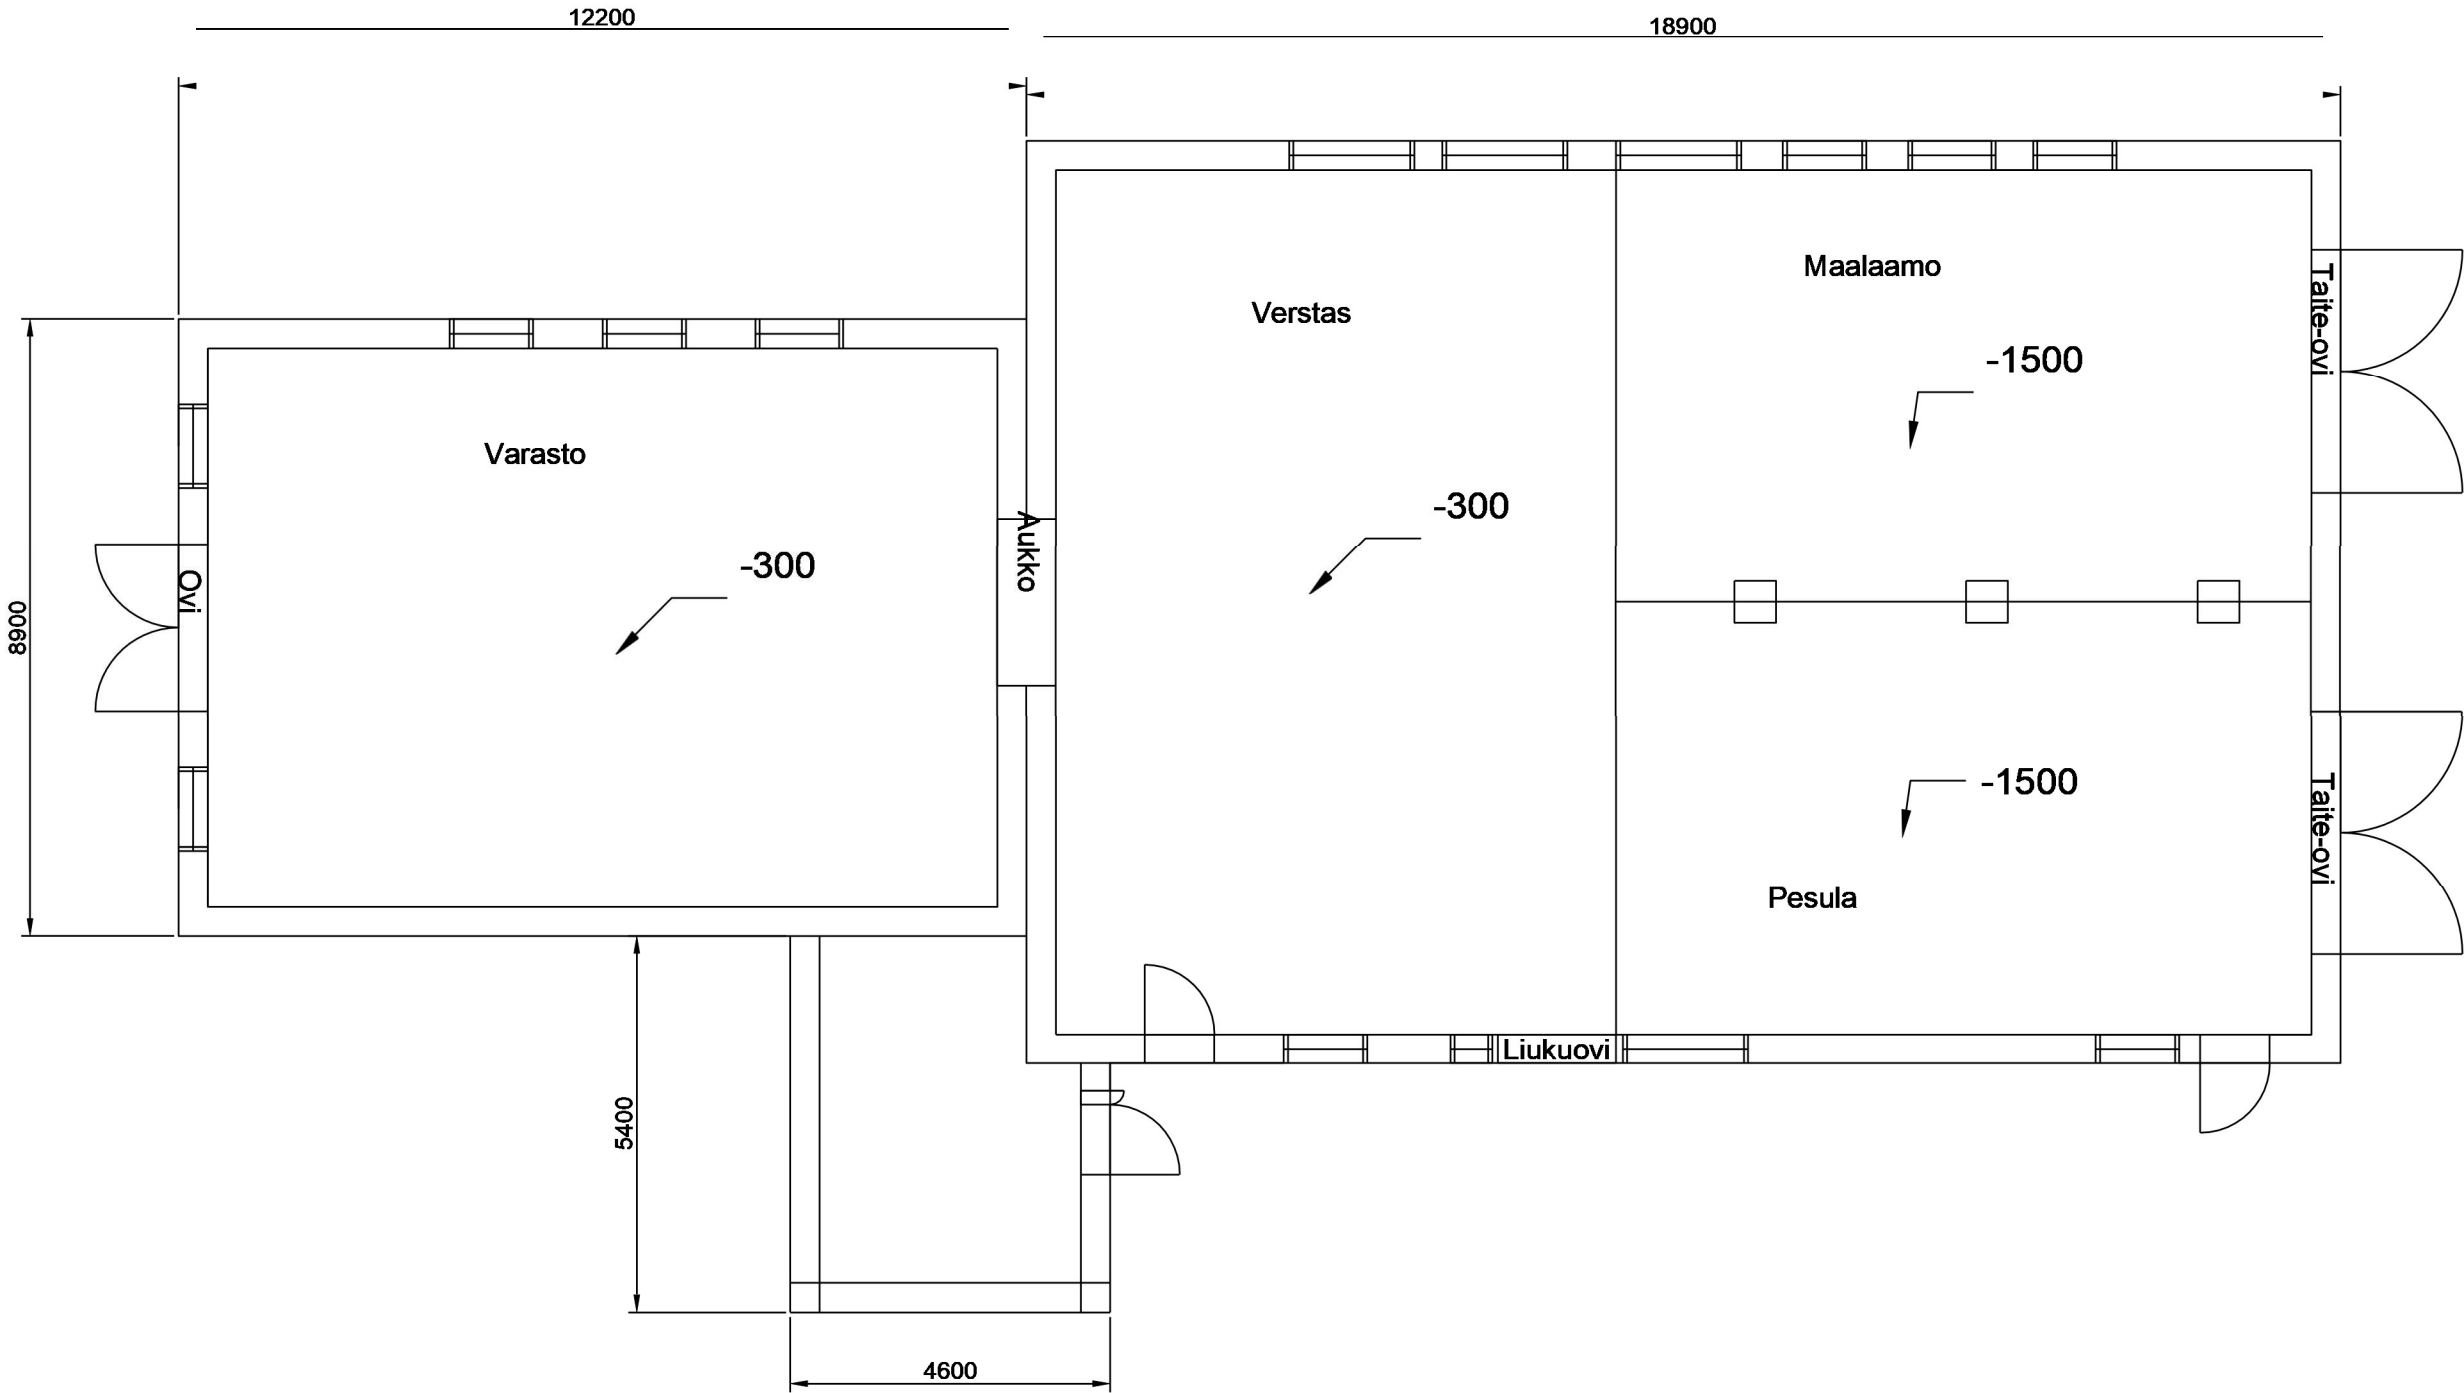 12200
18900
Maalaamo
Taite-ovi
Verstas
-1500
Varasto
-300
Aukko
-300
Ovi
8900
-1500
Taite-ovi
Pesula
Liukuovi
5400
4600